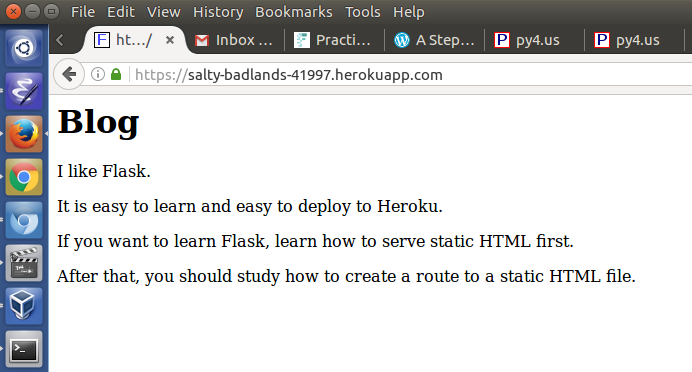 File Edit View History Bookmarks Tools Help
ht.../ Inbox ... Practi... A Step... py4.us py4.us
https://salty-badlands-41997.herokuapp.com
Blog
I like Flask.
It is easy to learn and easy to deploy to Heroku.
If you want to learn Flask, learn how to serve static HTML first.
After that, you should study how to create a route to a static HTML file.